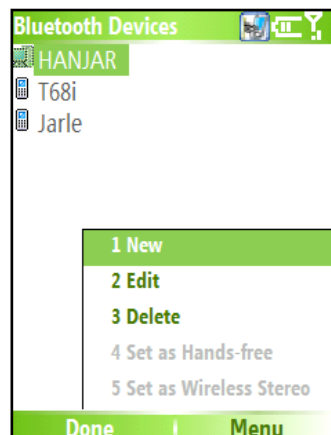 Bluetooth Devices
HANJAR
T68i
Jarle
1 New
2 Edit
3 Delete
4 Set as Hands-free
5 Set as Wireless Stereo
Done Menu